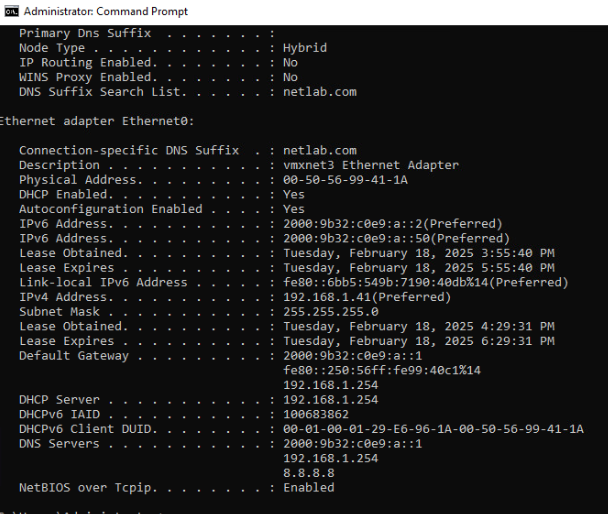 Administrator: Command Prompt
Primary Dns Suffix . . . . . . . :
Node Type . . . . . . . . . . . . : Hybrid
IP Routing Enabled. . . . . . . . : No
WINS Proxy Enabled. . . . . . . . : No
DNS Suffix Search List. . . . . . : netlab.com
Ethernet adapter Ethernet0:
Connection-specific DNS Suffix . : netlab.com
Description . . . . . . . . . . . : vmxnet3 Ethernet Adapter
Physical Address. . . . . . . . . : 00-50-56-99-41-1A
DHCP Enabled. . . . . . . . . . . : Yes
Autoconfiguration Enabled . . . . : Yes
IPv6 Address. . . . . . . . . . . : 2000:9b32:c0e9:a::2(Preferred)
IPv6 Address. . . . . . . . . . . : 2000:9b32:c0e9:a::50(Preferred)
Lease Obtained. . . . . . . . . . : Tuesday, February 18, 2025 3:55:40 PM
Lease Expires . . . . . . . . . . : Tuesday, February 18, 2025 5:55:40 PM
Link-local IPv6 Address . . . . . : fe80::6bb5:549b:7190:40db%14(Preferred)
IPv4 Address. . . . . . . . . . . : 192.168.1.41(Preferred)
Subnet Mask . . . . . . . . . . . : 255.255.255.0
Lease Obtained. . . . . . . . . . : Tuesday, February 18, 2025 4:29:31 PM
Lease Expires . . . . . . . . . . : Tuesday, February 18, 2025 6:29:31 PM
Default Gateway . . . . . . . . . : 2000:9b32:c0e9:a::1
fe80::250:56ff:fe99:40c1%14
192.168.1.254
DHCP Server . . . . . . . . . . . : 192.168.1.254
DHCPv6 IAID . . . . . . . . . . . : 100683862
DHCPv6 Client DUID. . . . . . . . : 00-01-00-01-29-E6-96-1A-00-50-56-99-41-1A
DNS Servers . . . . . . . . . . . : 2000:9b32:c0e9:a::1
192.168.1.254
8.8.8.8
NetBIOS over Tcpip. . . . . . . . : Enabled